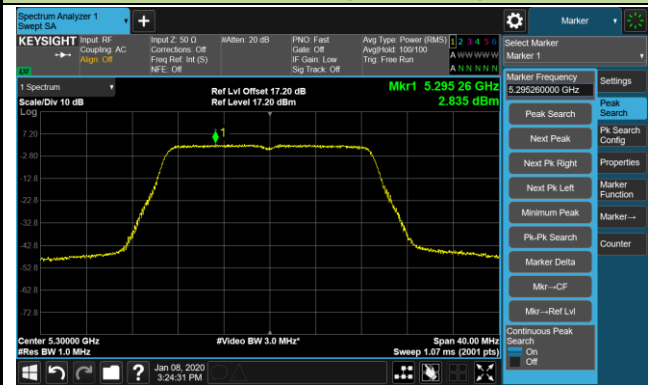 Spectrum Analyzer 1
Swept SA
Marker
KEYSIGHT
Input: RF
Coupling: AC
Align: Off
Input Z: 50 Ω
Corrections: Off
Freq Ref: Int (S)
NFE: Off
#Atten: 20 dB
PNO: Fast
Gate: Off
IF Gain: Low
Sig Track: Off
Avg Type: Power (RMS)
Avg|Hold: 100/100
Trig: Free Run
1 2 3 4 5 6
A W W W W W
A N N N N N
Select Marker
Marker 1
1 Spectrum
Scale/Div 10 dB
Log
Ref Lvl Offset 17.20 dB
Ref Level 17.20 dBm
Mkr1 5.295 26 GHz
2.835 dBm
1
7.20
-2.80
-12.8
-22.8
-32.8
-42.8
-52.8
-62.8
-72.8
Center 5.30000 GHz
#Res BW 1.0 MHz
#Video BW 3.0 MHz*
Span 40.00 MHz
Sweep 1.07 ms (2001 pts)
Marker Frequency
5.295260000 GHz
Peak Search
Next Peak
Next Pk Right
Next Pk Left
Minimum Peak
Pk-Pk Search
Marker Delta
Mkr→CF
Mkr→Ref Lvl
Continuous Peak
Search
On
Off
Settings
Peak
Search
Pk Search
Config
Properties
Marker
Function
Marker→
Counter
Jan 08, 2020
3:24:31 PM